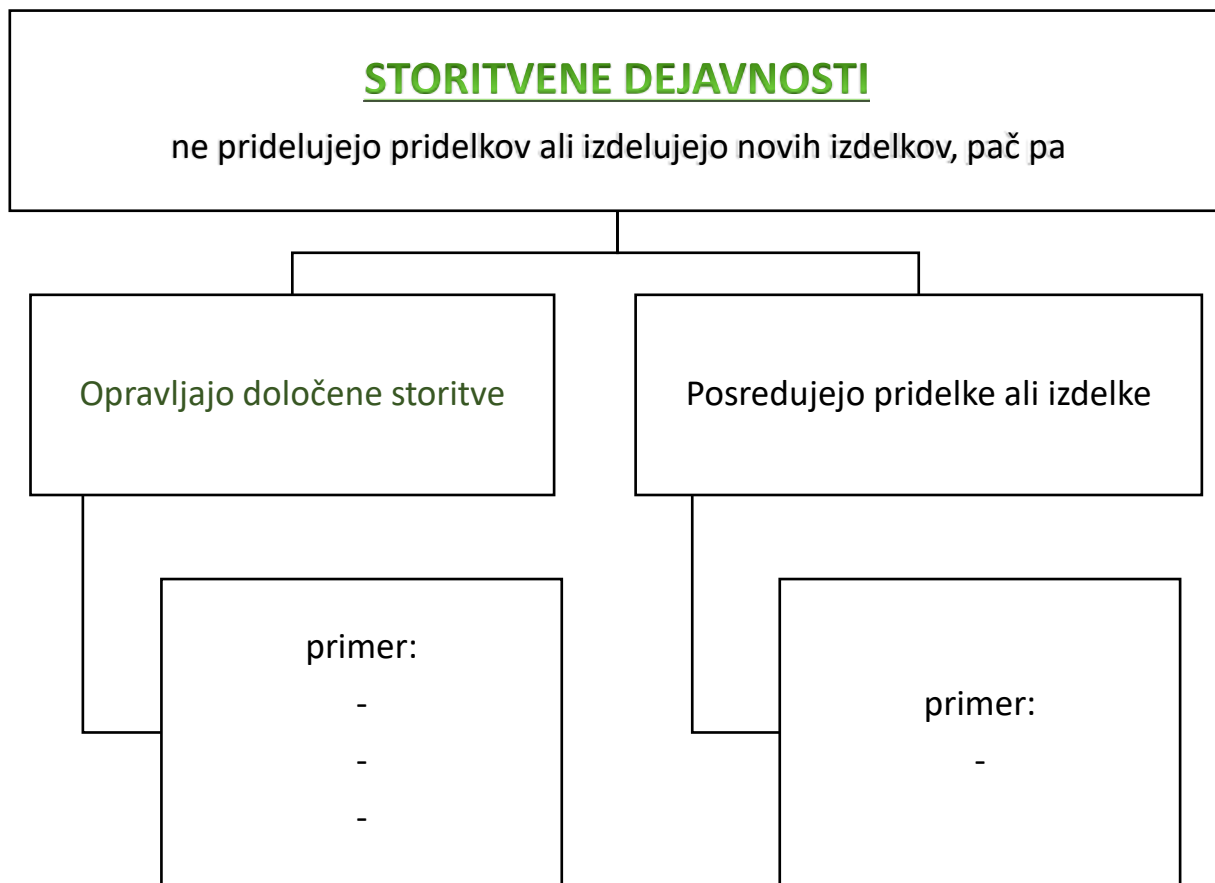 STORITVENE DEJAVNOSTI
ne pridelujejo pridelkov ali izdelujejo novih izdelkov, pač pa
Opravljajo določene storitve
Posredujejo pridelke ali izdelke
primer:
-
-
-
primer:
-